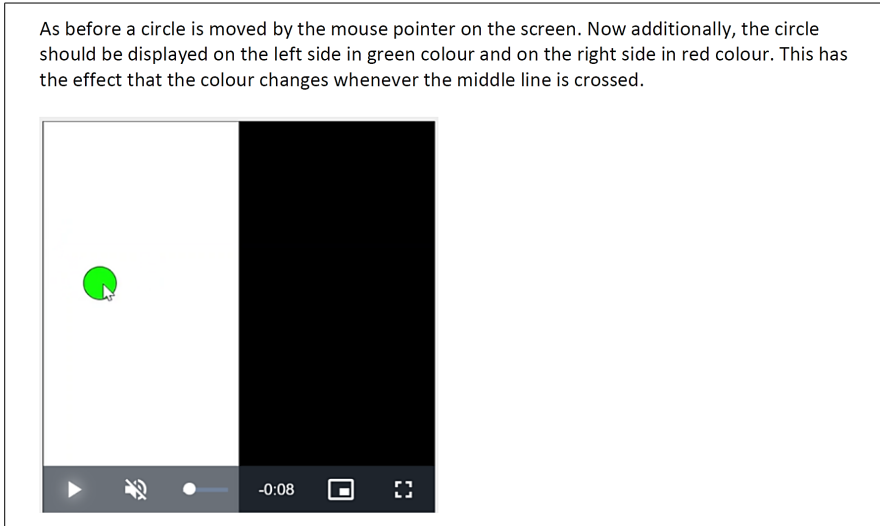 As before a circle is moved by the mouse pointer on the screen. Now additionally, the circle
should be displayed on the left side in green colour and on the right side in red colour. This has
the effect that the colour changes whenever the middle line is crossed.
-0:08